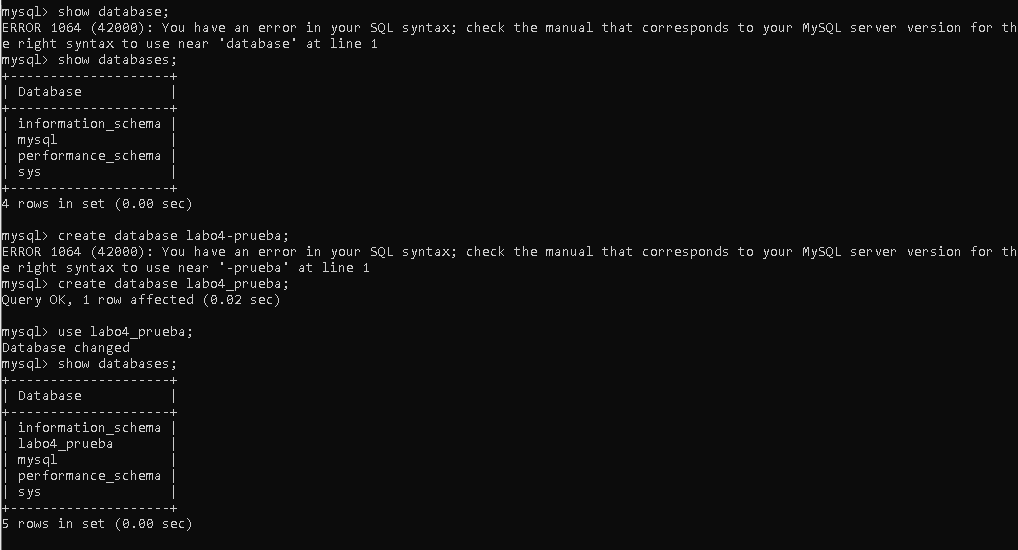 mysql> show database;
ERROR 1064 (42000): You have an error in your SQL syntax; check the manual that corresponds to your MySQL server version for th
e right syntax to use near 'database' at line 1
mysql> show databases;
+--------------------+
| Database           |
+--------------------+
| information_schema |
| mysql              |
| performance_schema |
| sys                |
+--------------------+
4 rows in set (0.00 sec)

mysql> create database labo4-prueba;
ERROR 1064 (42000): You have an error in your SQL syntax; check the manual that corresponds to your MySQL server version for th
e right syntax to use near '-prueba' at line 1
mysql> create database labo4_prueba;
Query OK, 1 row affected (0.02 sec)

mysql> use labo4_prueba;
Database changed
mysql> show databases;
+--------------------+
| Database           |
+--------------------+
| information_schema |
| labo4_prueba       |
| mysql              |
| performance_schema |
| sys                |
+--------------------+
5 rows in set (0.00 sec)